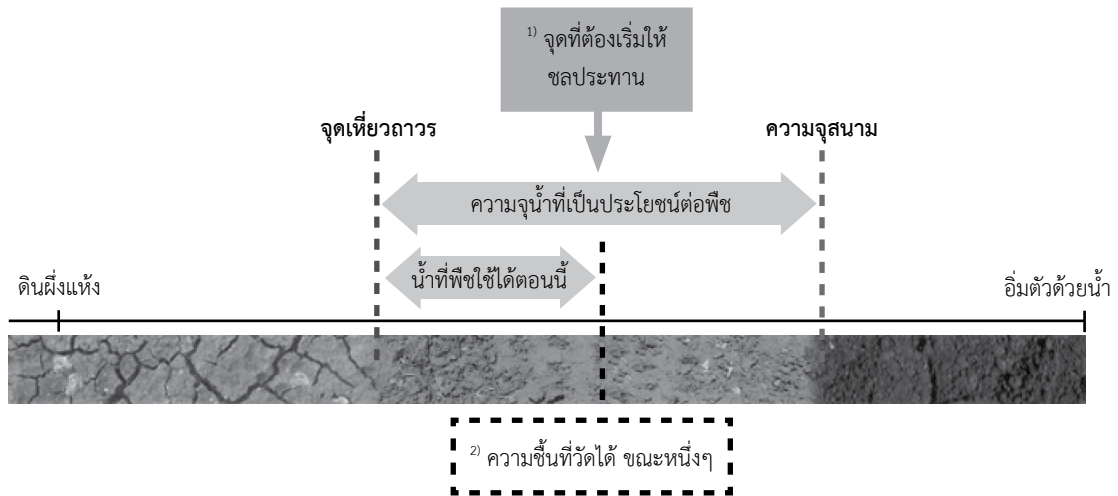 1) จุดที่ต้องเริ่มให้
ชลประทาน
จุดเหี่ยวถาวร
ความจุสนาม
ความจุน้ำที่เป็นประโยชน์ต่อพืช
น้ำที่พืชใช้ได้ตอนนี้
ดินผึ่งแห้ง
อิ่มตัวด้วยน้ำ
2) ความชื้นที่วัดได้ ขณะหนึ่งๆ